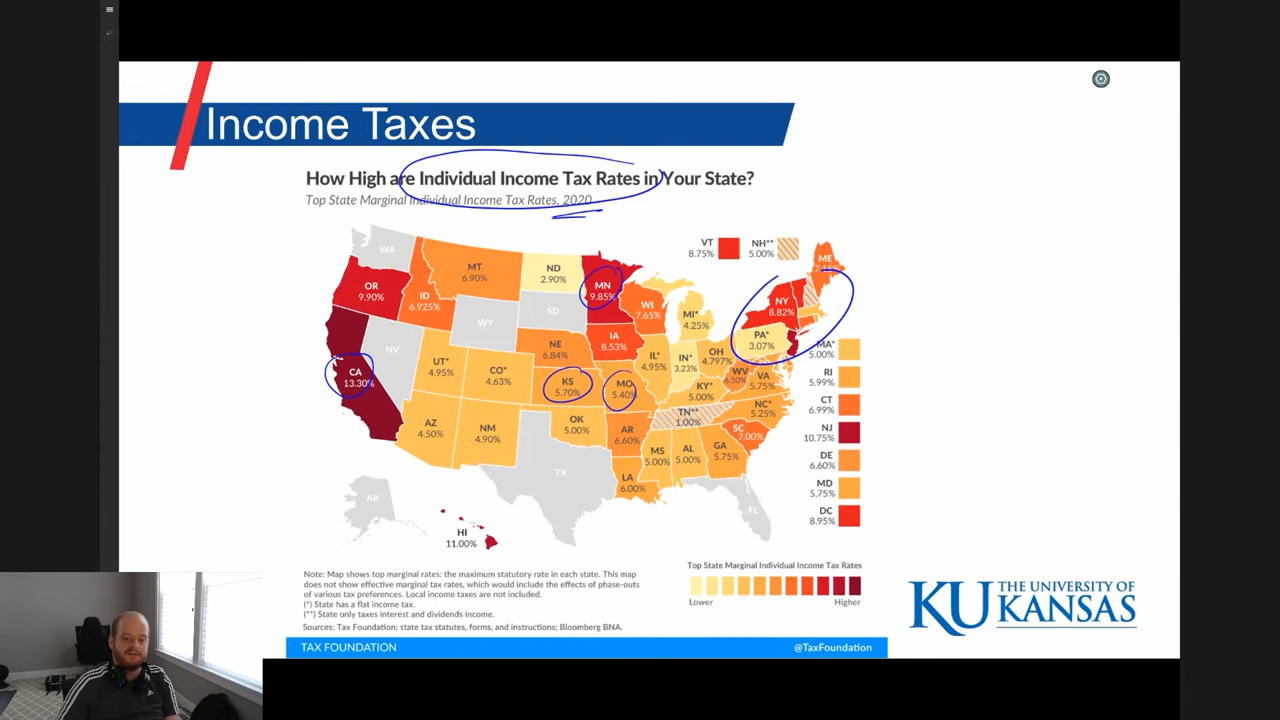 Income Taxes
How High are Individual Income Tax Rates in Your State?
Top State Marginal Individual Income Tax Rates, 2020
WA
OR
9.90%
CA
13.30%
NV
ID
6.925%
MT
6.90%
WY
UT*
4.95%
AZ
4.50%
CO*
4.63%
NM
4.90%
ND
2.90%
SD
NE
6.84%
KS
5.70%
OK
5.00%
TX
MN
9.85%
IA
8.53%
MO
5.40%
AR
6.60%
LA
6.00%
WI
7.65%
IL*
4.95%
MI*
4.25%
IN*
3.23%
OH
4.797%
KY*
5.00%
TN**
1.00%
MS
5.00%
AL
5.00%
GA
5.75%
FL
SC
7.00%
NC*
5.25%
VA
5.75%
WV
6.50%
PA*
3.07%
NY
8.82%
ME
7.15%
VT
8.75%
NH**
5.00%
MA*
5.00%
RI
5.99%
CT
6.99%
NJ
10.75%
DE
6.60%
MD
5.75%
DC
8.95%
AK
HI
11.00%
Top State Marginal Individual Income Tax Rates
Lower Higher
Note: Map shows top marginal rates: the maximum statutory rate in each state. This map
does not show effective marginal tax rates, which would include the effects of phase-outs
of various tax preferences. Local income taxes are not included.
(*) State has a flat income tax.
(**) State only taxes interest and dividends income.
Sources: Tax Foundation; state tax statutes, forms, and instructions; Bloomberg BNA.
TAX FOUNDATION @TaxFoundation
KU THE UNIVERSITY OF
KANSAS